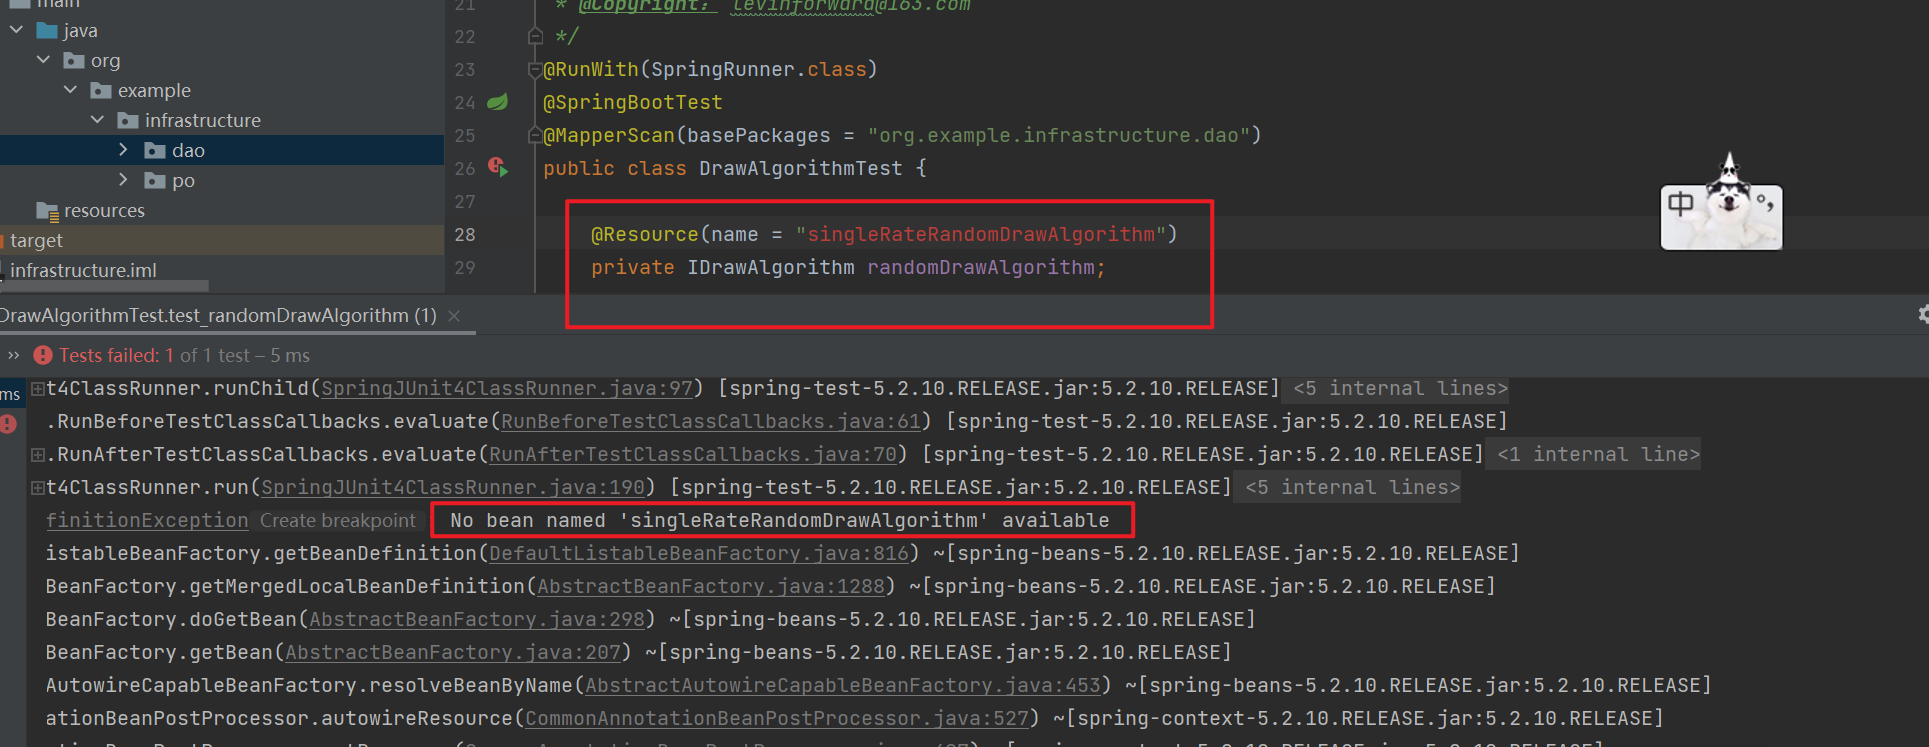 main
java
org
example
infrastructure
dao
po
resources
target
infrastructure.iml
21 * @Copyright: levinforward@163.com
22 */
23 @RunWith(SpringRunner.class)
24 @SpringBootTest
25 @MapperScan(basePackages = "org.example.infrastructure.dao")
26 public class DrawAlgorithmTest {
27
28 @Resource(name = "singleRateRandomDrawAlgorithm")
29 private IDrawAlgorithm randomDrawAlgorithm;
中 °,
DrawAlgorithmTest.test_randomDrawAlgorithm (1) ×
» Tests failed: 1 of 1 test – 5 ms
ms
t4ClassRunner.runChild(SpringJUnit4ClassRunner.java:97) [spring-test-5.2.10.RELEASE.jar:5.2.10.RELEASE] <5 internal lines>
.RunBeforeTestClassCallbacks.evaluate(RunBeforeTestClassCallbacks.java:61) [spring-test-5.2.10.RELEASE.jar:5.2.10.RELEASE]
.RunAfterTestClassCallbacks.evaluate(RunAfterTestClassCallbacks.java:70) [spring-test-5.2.10.RELEASE.jar:5.2.10.RELEASE] <1 internal line>
t4ClassRunner.run(SpringJUnit4ClassRunner.java:190) [spring-test-5.2.10.RELEASE.jar:5.2.10.RELEASE] <5 internal lines>
finitionException Create breakpoint No bean named 'singleRateRandomDrawAlgorithm' available
istableBeanFactory.getBeanDefinition(DefaultListableBeanFactory.java:816) ~[spring-beans-5.2.10.RELEASE.jar:5.2.10.RELEASE]
BeanFactory.getMergedLocalBeanDefinition(AbstractBeanFactory.java:1288) ~[spring-beans-5.2.10.RELEASE.jar:5.2.10.RELEASE]
BeanFactory.doGetBean(AbstractBeanFactory.java:298) ~[spring-beans-5.2.10.RELEASE.jar:5.2.10.RELEASE]
BeanFactory.getBean(AbstractBeanFactory.java:207) ~[spring-beans-5.2.10.RELEASE.jar:5.2.10.RELEASE]
AutowireCapableBeanFactory.resolveBeanByName(AbstractAutowireCapableBeanFactory.java:453) ~[spring-beans-5.2.10.RELEASE.jar:5.2.10.RELEASE]
ationBeanPostProcessor.autowireResource(CommonAnnotationBeanPostProcessor.java:527) ~[spring-context-5.2.10.RELEASE.jar:5.2.10.RELEASE]